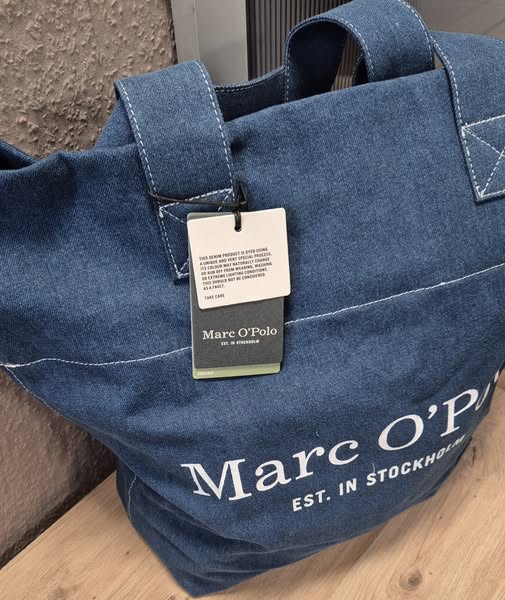 THIS DENIM PRODUCT IS DYED USING
A UNIQUE AND VERY SPECIAL PROCESS.
ITS COLOUR MAY NATURALLY CHANGE
OR RUB OFF FROM WEARING, WASHING
OR EXTREME LIGHTING CONDITIONS.
THIS SHOULD NOT BE CONSIDERED
AS A FAULT.
TAKE CARE
Marc O'Polo
EST. IN STOCKHOLM
Marc O'Po
EST. IN STOCKHOLM